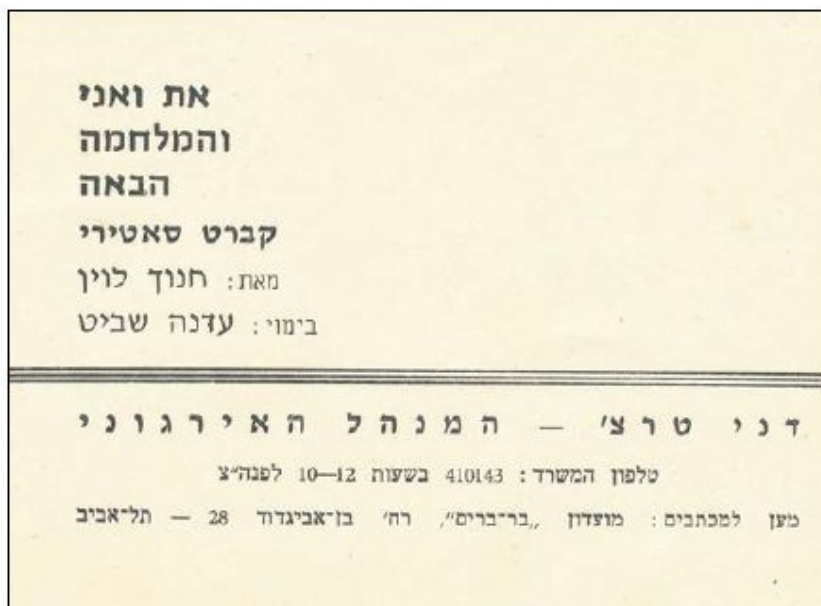 את ואני
והמלחמה
הבאה
קברט סאטירי
מאת: חנוך לוין
בימוי: עדנה שביט
דני טרצ' — המנהל האירגוני
טלפון המשרד: 410143 בשעות 10—12 לפנה״צ
מען למכתבים: מועדון „בר־ברים״, רח' בן־אביגדוד 28 — תל־אביב